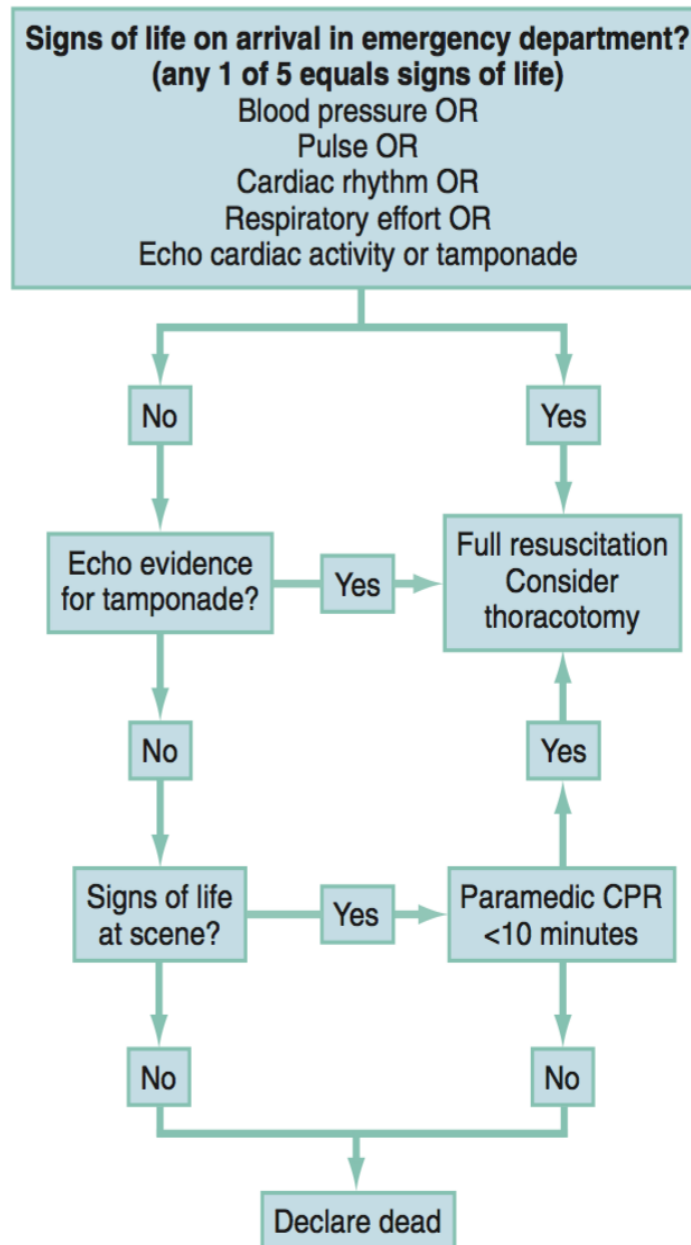 Signs of life on arrival in emergency department?
(any 1 of 5 equals signs of life)
Blood pressure OR
Pulse OR
Cardiac rhythm OR
Respiratory effort OR
Echo cardiac activity or tamponade
No
Yes
Echo evidence
for tamponade?
Yes
Full resuscitation
Consider
thoracotomy
No
Yes
Signs of life
at scene?
Yes
Paramedic CPR
<10 minutes
No
No
Declare dead